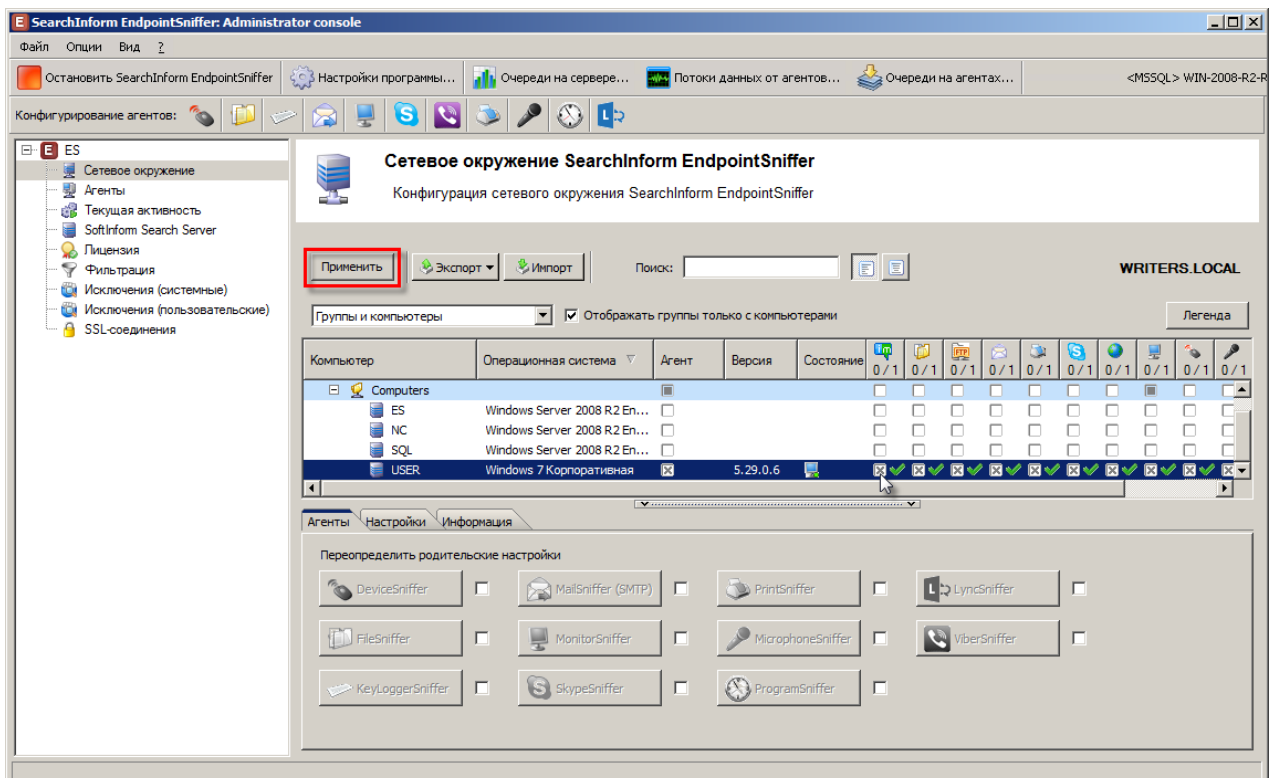 SearchInform EndpointSniffer: Administrator console
Файл Опции Вид ?
Остановить SearchInform EndpointSniffer Настройки программы... Очереди на сервере... Потоки данных от агентов... Очереди на агентах... <MSSQL> WIN-2008-R2-R
Конфигурирование агентов:
ES
Сетевое окружение
Агенты
Текущая активность
SoftInform Search Server
Лицензия
Фильтрация
Исключения (системные)
Исключения (пользовательские)
SSL-соединения
Сетевое окружение SearchInform EndpointSniffer
Конфигурация сетевого окружения SearchInform EndpointSniffer
Применить Экспорт Импорт Поиск: WRITERS.LOCAL
Группы и компьютеры Отображать группы только с компьютерами Легенда
Компьютер Операционная система Агент Версия Состояние 0/1 0/1 0/1 0/1 0/1 0/1 0/1 0/1 0/1 0/1
Computers
ES Windows Server 2008 R2 En...
NC Windows Server 2008 R2 En...
SQL Windows Server 2008 R2 En...
USER Windows 7 Корпоративная 5.29.0.6
Агенты Настройки Информация
Переопределить родительские настройки
DeviceSniffer MailSniffer (SMTP) PrintSniffer LyncSniffer
FileSniffer MonitorSniffer MicrophoneSniffer ViberSniffer
KeyLoggerSniffer SkypeSniffer ProgramSniffer